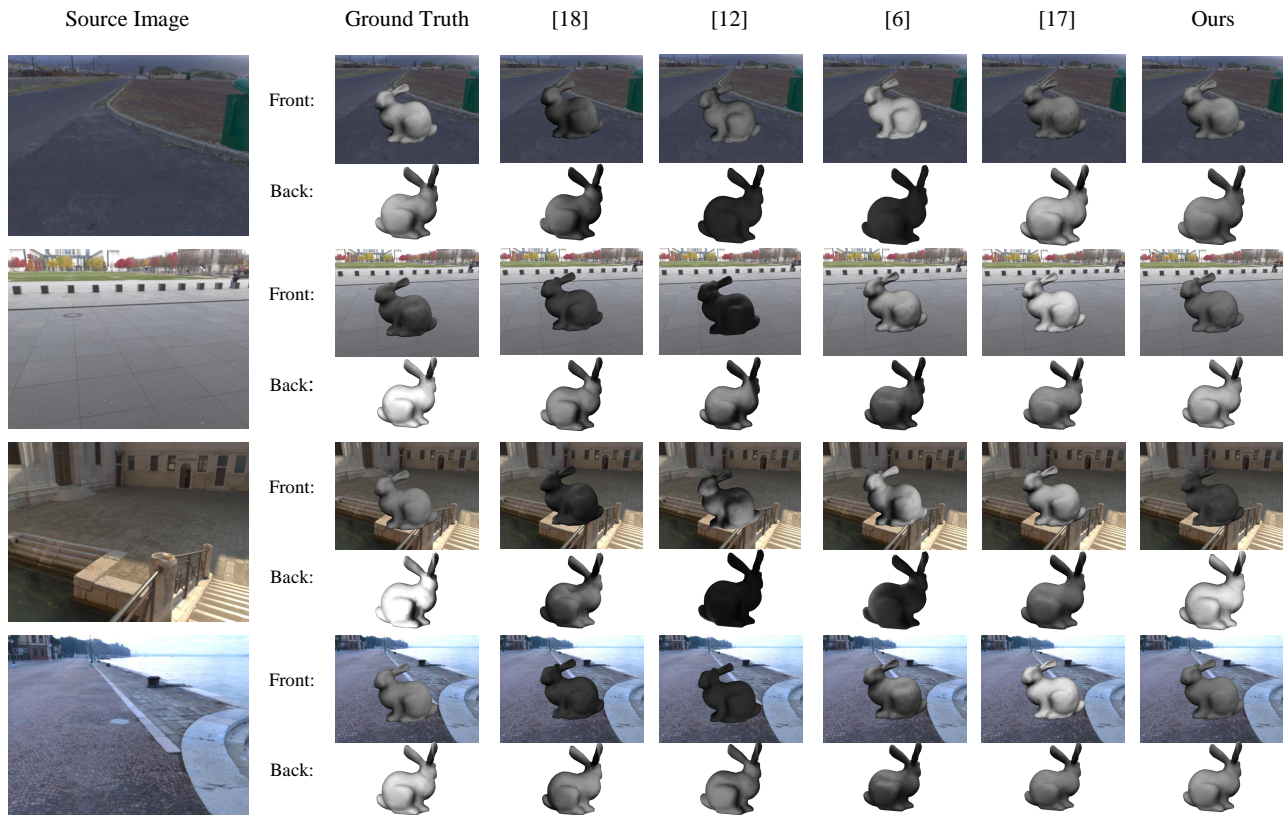 Source Image Ground Truth [18] [12] [6] [17] Ours
Front:
Back:
Front:
Back:
Front:
Back:
Front:
Back: